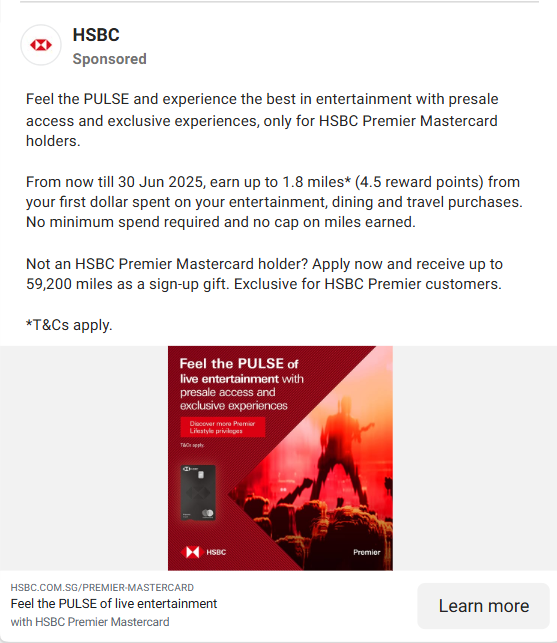 HSBC
Sponsored
Feel the PULSE and experience the best in entertainment with presale
access and exclusive experiences, only for HSBC Premier Mastercard
holders.
From now till 30 Jun 2025, earn up to 1.8 miles* (4.5 reward points) from
your first dollar spent on your entertainment, dining and travel purchases.
No minimum spend required and no cap on miles earned.
Not an HSBC Premier Mastercard holder? Apply now and receive up to
59,200 miles as a sign-up gift. Exclusive for HSBC Premier customers.
*T&Cs apply.
Feel the PULSE of
live entertainment with
presale access and
exclusive experiences
Discover more Premier
Lifestyle privileges
T&Cs apply
HSBC
Premier
HSBC.COM.SG/PREMIER-MASTERCARD
Feel the PULSE of live entertainment
with HSBC Premier Mastercard
Learn more